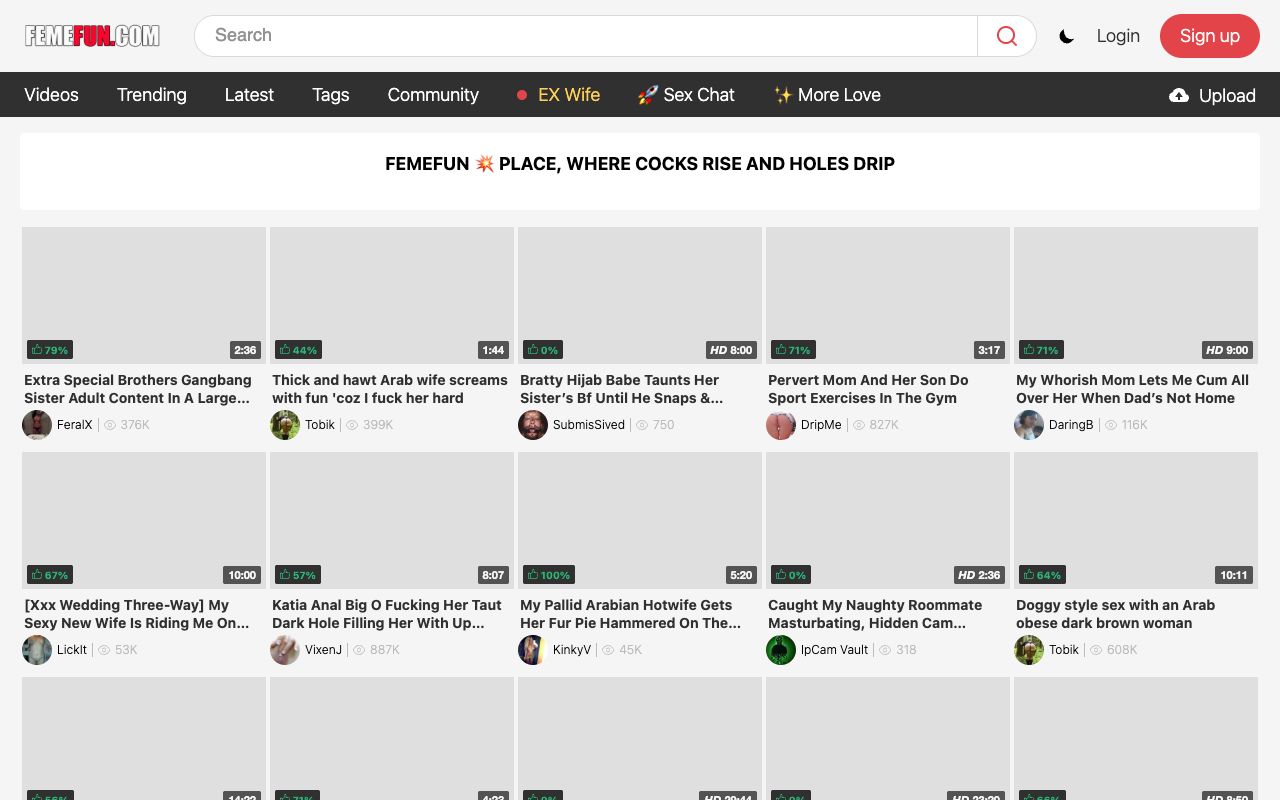 FEMEFUN.COM
Search
Login
Sign up
Videos
Trending
Latest
Tags
Community
EX Wife
🚀 Sex Chat
✨ More Love
Upload
FEMEFUN 💥 PLACE, WHERE COCKS RISE AND HOLES DRIP
79% 2:36
Extra Special Brothers Gangbang
Sister Adult Content In A Large...
FeralX | 376K
44% 1:44
Thick and hawt Arab wife screams
with fun 'coz I fuck her hard
Tobik | 399K
0% HD 8:00
Bratty Hijab Babe Taunts Her
Sister’s Bf Until He Snaps &...
SubmisSived | 750
71% 3:17
Pervert Mom And Her Son Do
Sport Exercises In The Gym
DripMe | 827K
71% HD 9:00
My Whorish Mom Lets Me Cum All
Over Her When Dad’s Not Home
DaringB | 116K
67% 10:00
[Xxx Wedding Three-Way] My
Sexy New Wife Is Riding Me On...
LickIt | 53K
57% 8:07
Katia Anal Big O Fucking Her Taut
Dark Hole Filling Her With Up...
VixenJ | 887K
100% 5:20
My Pallid Arabian Hotwife Gets
Her Fur Pie Hammered On The...
KinkyV | 45K
0% HD 2:36
Caught My Naughty Roommate
Masturbating, Hidden Cam...
IpCam Vault | 318
64% 10:11
Doggy style sex with an Arab
obese dark brown woman
Tobik | 608K